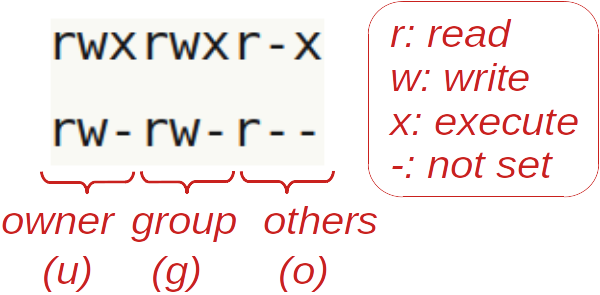 rwxrwxr-x
rw-rw-r--
owner group others
(u) (g) (o)
r: read
w: write
x: execute
-: not set